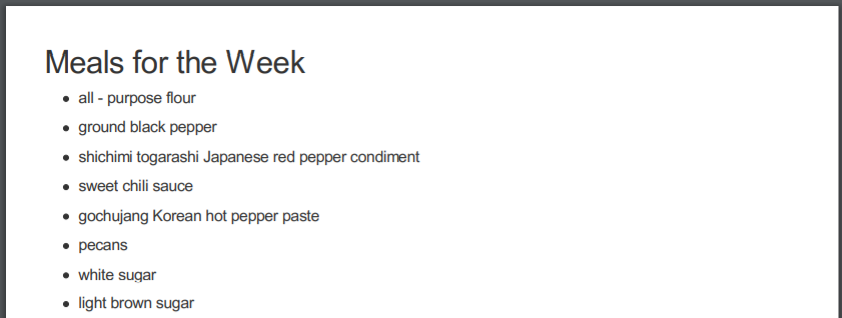 Meals for the Week
• all - purpose flour
• ground black pepper
• shichimi togarashi Japanese red pepper condiment
• sweet chili sauce
• gochujang Korean hot pepper paste
• pecans
• white sugar
• light brown sugar